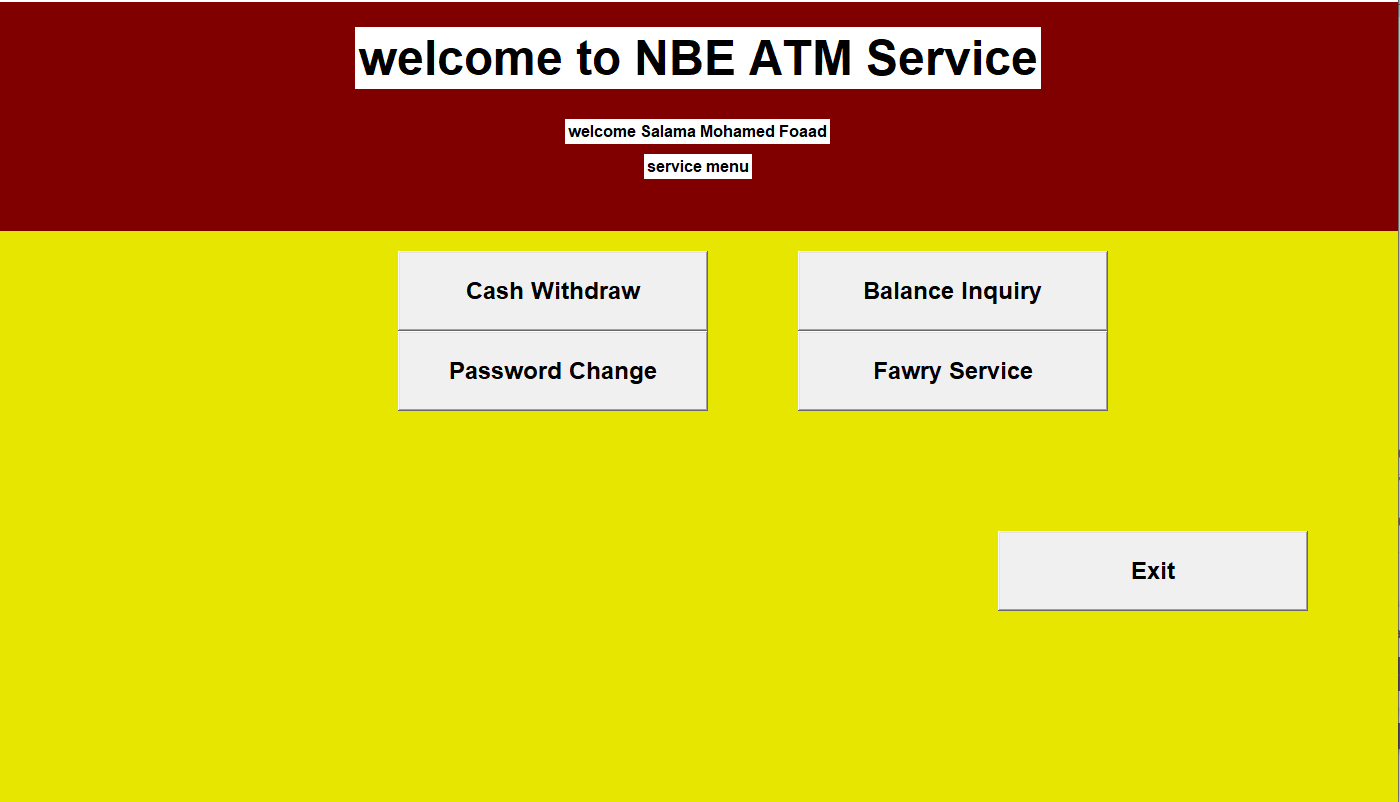 welcome to NBE ATM Service
welcome Salama Mohamed Foaad
service menu
Cash Withdraw
Balance Inquiry
Password Change
Fawry Service
Exit